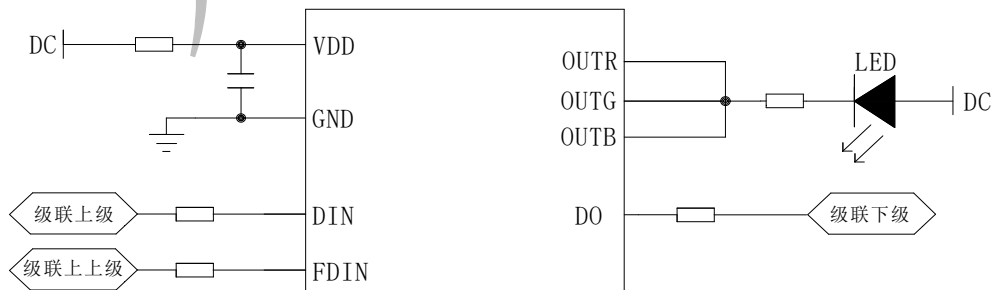 DC
VDD
GND
级联上级
DIN
级联上上级
FDIN
OUTR
OUTG
OUTB
LED
DC
DO
级联下级